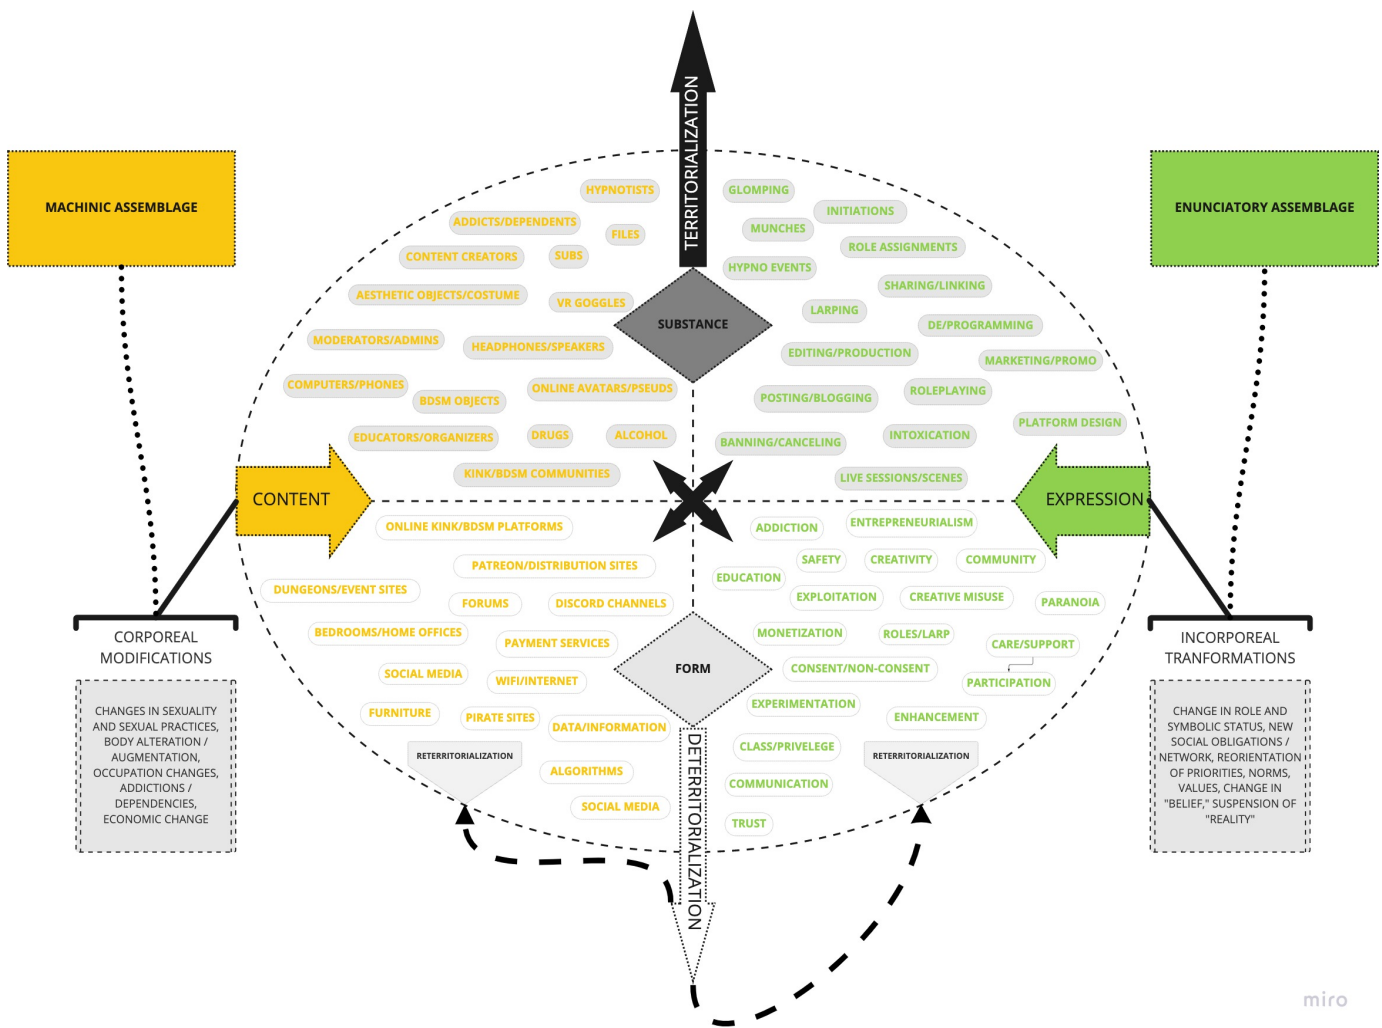 TERRITORIALIZATION
MACHINIC ASSEMBLAGE
ENUNCIATORY ASSEMBLAGE
HYPNOTISTS
ADDICTS/DEPENDENTS
FILES
CONTENT CREATORS
SUBS
AESTHETIC OBJECTS/COSTUME
VR GOGGLES
MODERATORS/ADMINS
HEADPHONES/SPEAKERS
COMPUTERS/PHONES
ONLINE AVATARS/PSEUDS
BDSM OBJECTS
EDUCATORS/ORGANIZERS
DRUGS
ALCOHOL
KINK/BDSM COMMUNITIES
SUBSTANCE
GLOMPING
INITIATIONS
MUNCHES
ROLE ASSIGNMENTS
HYPNO EVENTS
SHARING/LINKING
LARPING
DE/PROGRAMMING
EDITING/PRODUCTION
MARKETING/PROMO
POSTING/BLOGGING
ROLEPLAYING
PLATFORM DESIGN
BANNING/CANCELING
INTOXICATION
LIVE SESSIONS/SCENES
CONTENT
EXPRESSION
ONLINE KINK/BDSM PLATFORMS
PATREON/DISTRIBUTION SITES
DUNGEONS/EVENT SITES
FORUMS
DISCORD CHANNELS
BEDROOMS/HOME OFFICES
PAYMENT SERVICES
SOCIAL MEDIA
WIFI/INTERNET
FURNITURE
PIRATE SITES
DATA/INFORMATION
RETERRITORIALIZATION
ALGORITHMS
SOCIAL MEDIA
FORM
ADDICTION
ENTREPRENEURIALISM
SAFETY
CREATIVITY
COMMUNITY
EDUCATION
EXPLOITATION
CREATIVE MISUSE
PARANOIA
MONETIZATION
ROLES/LARP
CARE/SUPPORT
CONSENT/NON-CONSENT
PARTICIPATION
EXPERIMENTATION
ENHANCEMENT
CLASS/PRIVELEGE
RETERRITORIALIZATION
COMMUNICATION
TRUST
DETERRITORIALIZATION
CORPOREAL
MODIFICATIONS
CHANGES IN SEXUALITY
AND SEXUAL PRACTICES,
BODY ALTERATION /
AUGMENTATION,
OCCUPATION CHANGES,
ADDICTIONS /
DEPENDENCIES,
ECONOMIC CHANGE
INCORPOREAL
TRANFORMATIONS
CHANGE IN ROLE AND
SYMBOLIC STATUS, NEW
SOCIAL OBLIGATIONS /
NETWORK, REORIENTATION
OF PRIORITIES, NORMS,
VALUES, CHANGE IN
"BELIEF," SUSPENSION OF
"REALITY"
miro